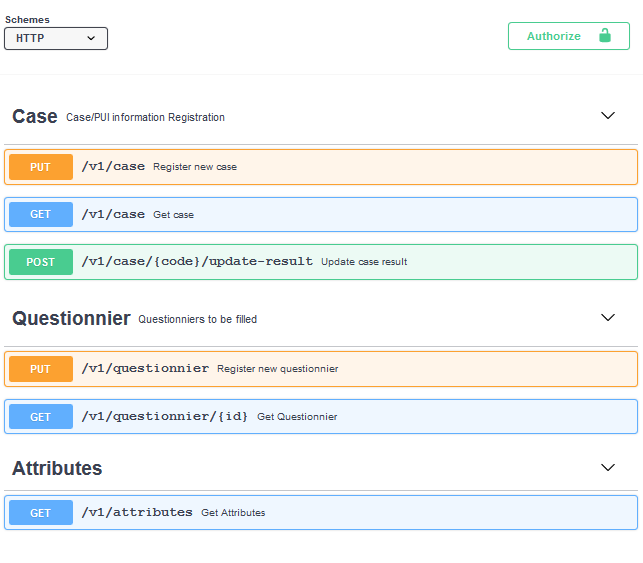 Schemes
HTTP
Authorize
Case Case/PUI information Registration
PUT /v1/case Register new case
GET /v1/case Get case
POST /v1/case/{code}/update-result Update case result
Questionnier Questionniers to be filled
PUT /v1/questionnier Register new questionnier
GET /v1/questionnier/{id} Get Questionnier
Attributes
GET /v1/attributes Get Attributes